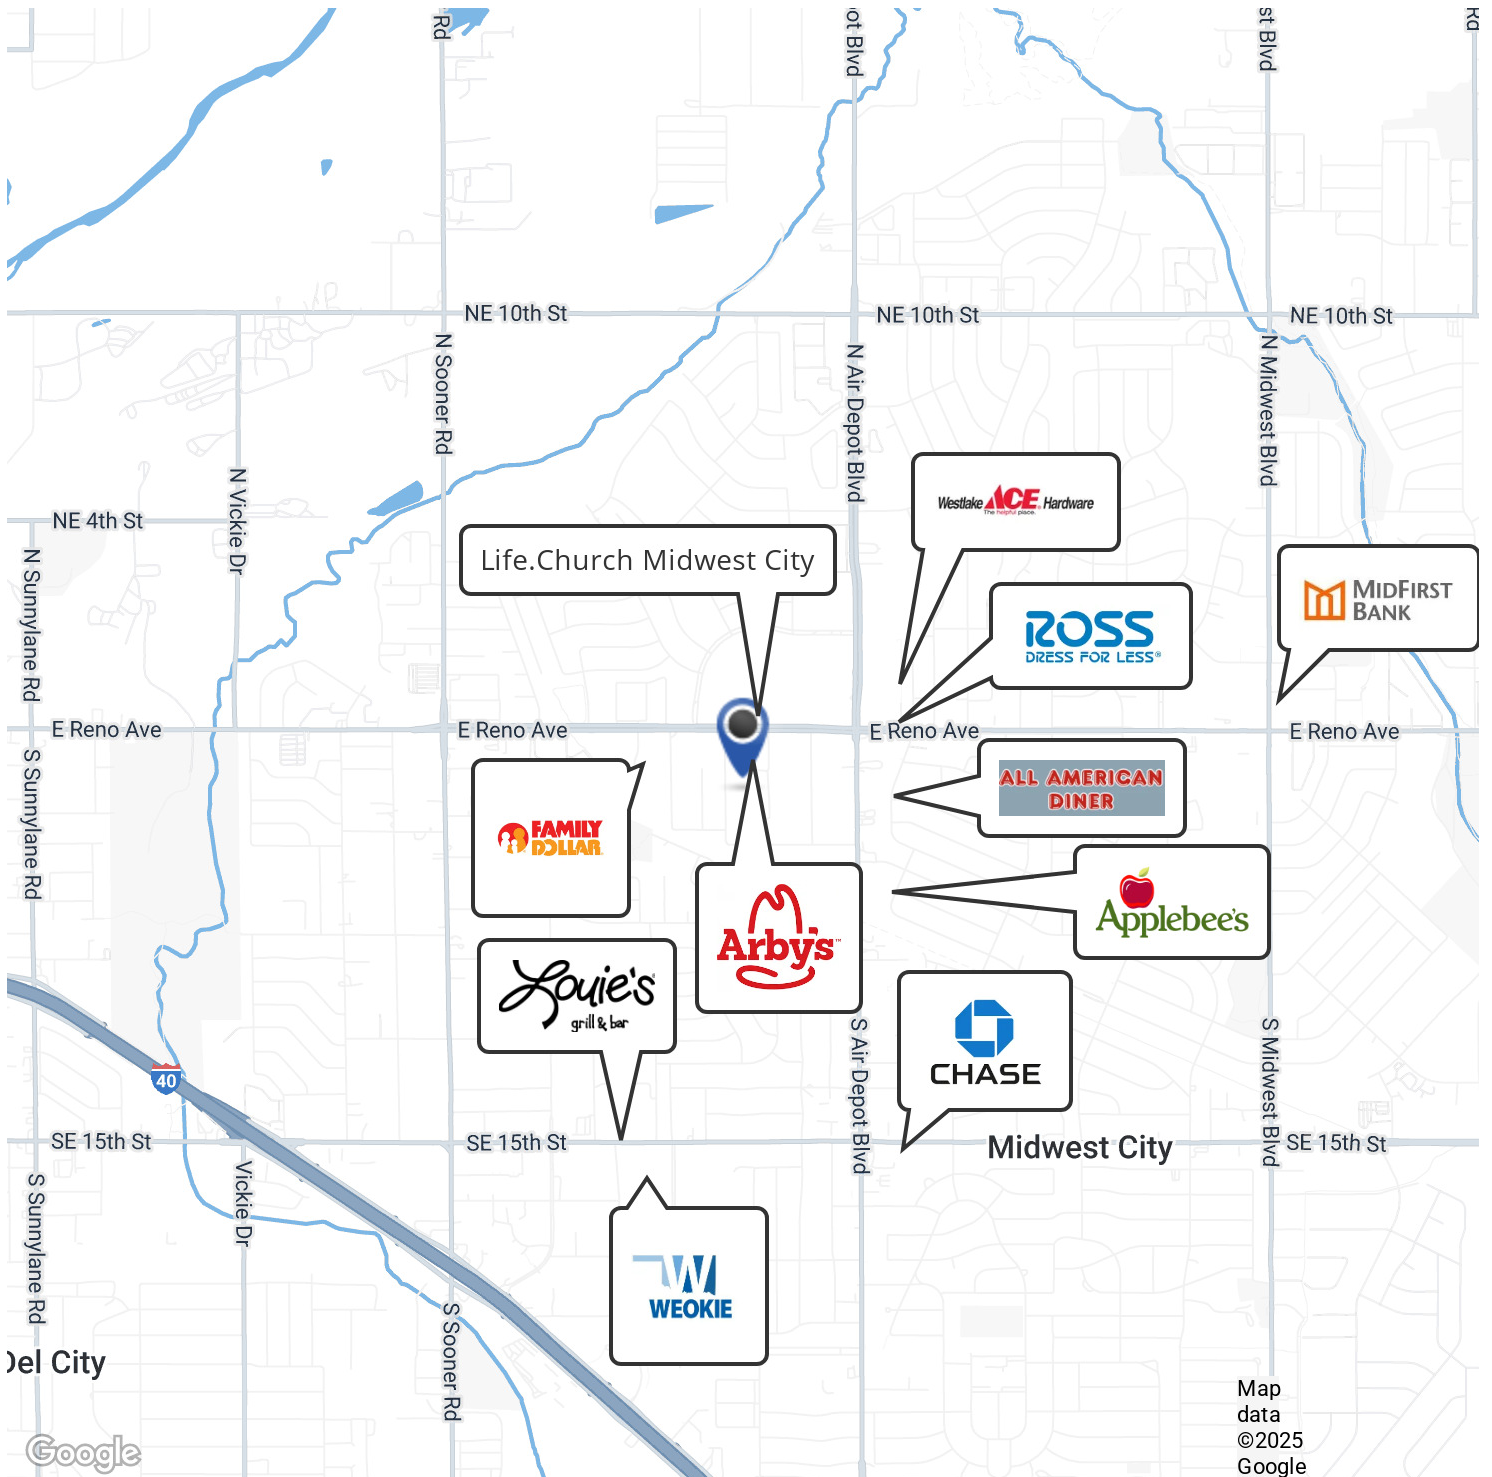 Rd
ot Blvd
st Blvd
Rd
NE 10th St
NE 10th St
NE 10th St
N Sooner Rd
N Air Depot Blvd
N Midwest Blvd
N Vickie Dr
NE 4th St
N Sunnylane Rd
Westlake ACE Hardware
The helpful place.
Life.Church Midwest City
ROSS
DRESS FOR LESS®
MIDFIRST
BANK
E Reno Ave
E Reno Ave
E Reno Ave
E Reno Ave
S Sunnylane Rd
ALL AMERICAN
DINER
FAMILY
DOLLAR
Applebee's
Arby's™
Louie's
grill & bar
CHASE
40
S Air Depot Blvd
S Midwest Blvd
SE 15th St
SE 15th St
Midwest City
SE 15th St
S Sunnylane Rd
Vickie Dr
W
WEOKIE
S Sooner Rd
Del City
Google
Map
data
©2025
Google